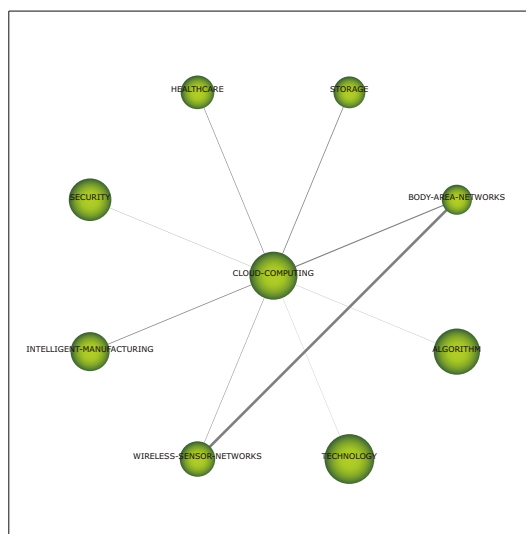 HEALTHCARE
STORAGE
SECURITY
BODY-AREA-NETWORKS
CLOUD-COMPUTING
INTELLIGENT-MANUFACTURING
ALGORITHM
WIRELESS-SENSOR-NETWORKS
TECHNOLOGY